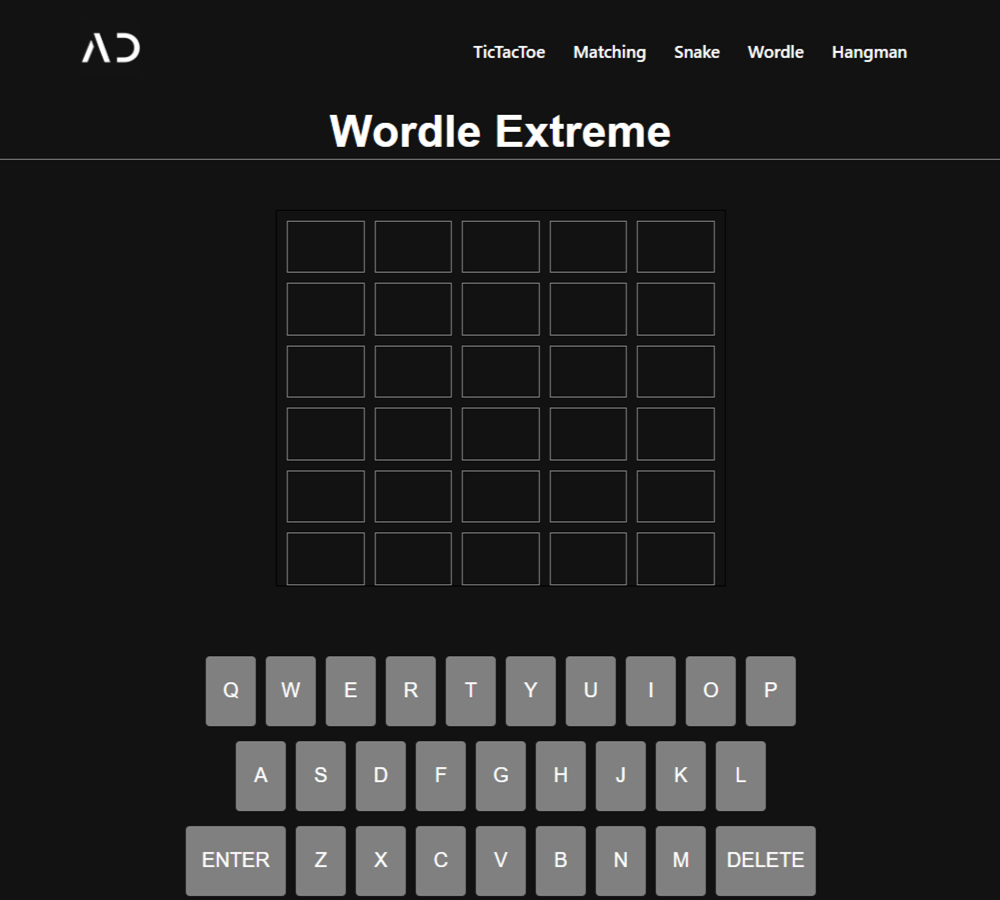 AD
TicTacToe Matching Snake Wordle Hangman
Wordle Extreme
Q W E R T Y U I O P
A S D F G H J K L
ENTER Z X C V B N M DELETE